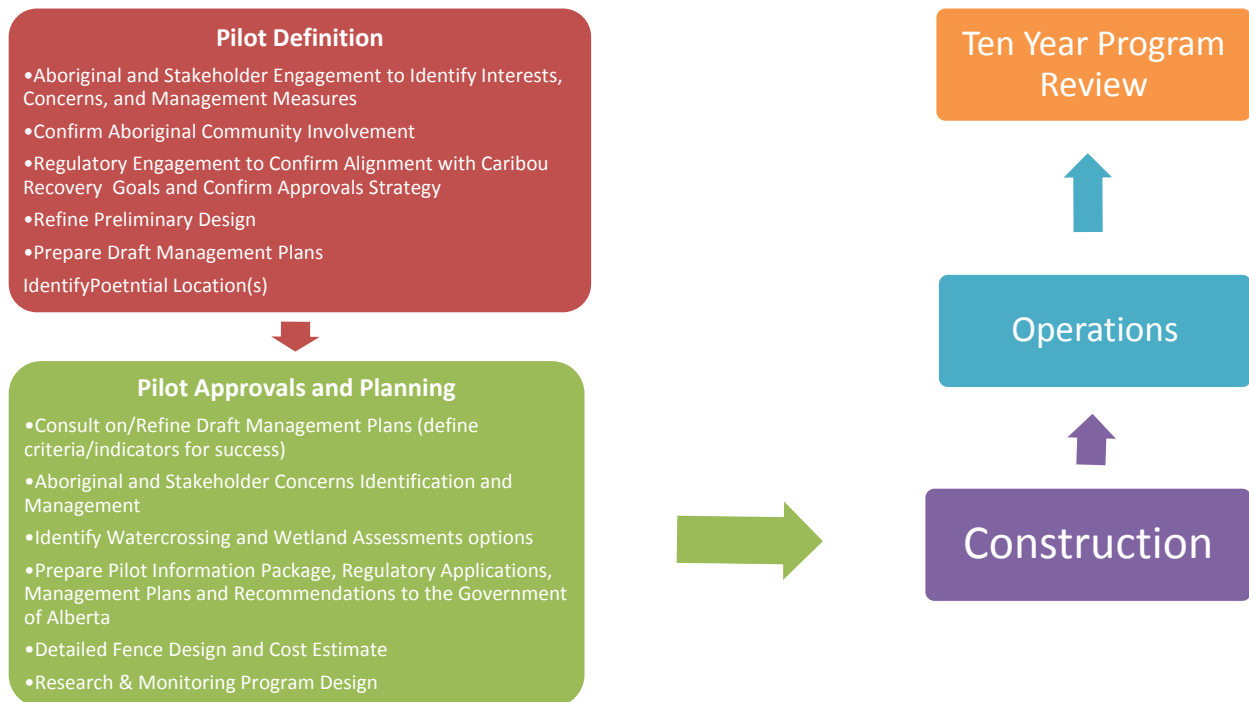 Pilot Definition
•Aboriginal and Stakeholder Engagement to Identify Interests,
Concerns, and Management Measures
•Confirm Aboriginal Community Involvement
•Regulatory Engagement to Confirm Alignment with Caribou
Recovery  Goals and Confirm Approvals Strategy
•Refine Preliminary Design
•Prepare Draft Management Plans
IdentifyPoetntial Location(s)
Pilot Approvals and Planning
•Consult on/Refine Draft Management Plans (define
criteria/indicators for success)
•Aboriginal and Stakeholder Concerns Identification and
Management
•Identify Watercrossing and Wetland Assessments options
•Prepare Pilot Information Package, Regulatory Applications,
Management Plans and Recommendations to the Government
of Alberta
•Detailed Fence Design and Cost Estimate
•Research & Monitoring Program Design
Construction
Operations
Ten Year Program
Review